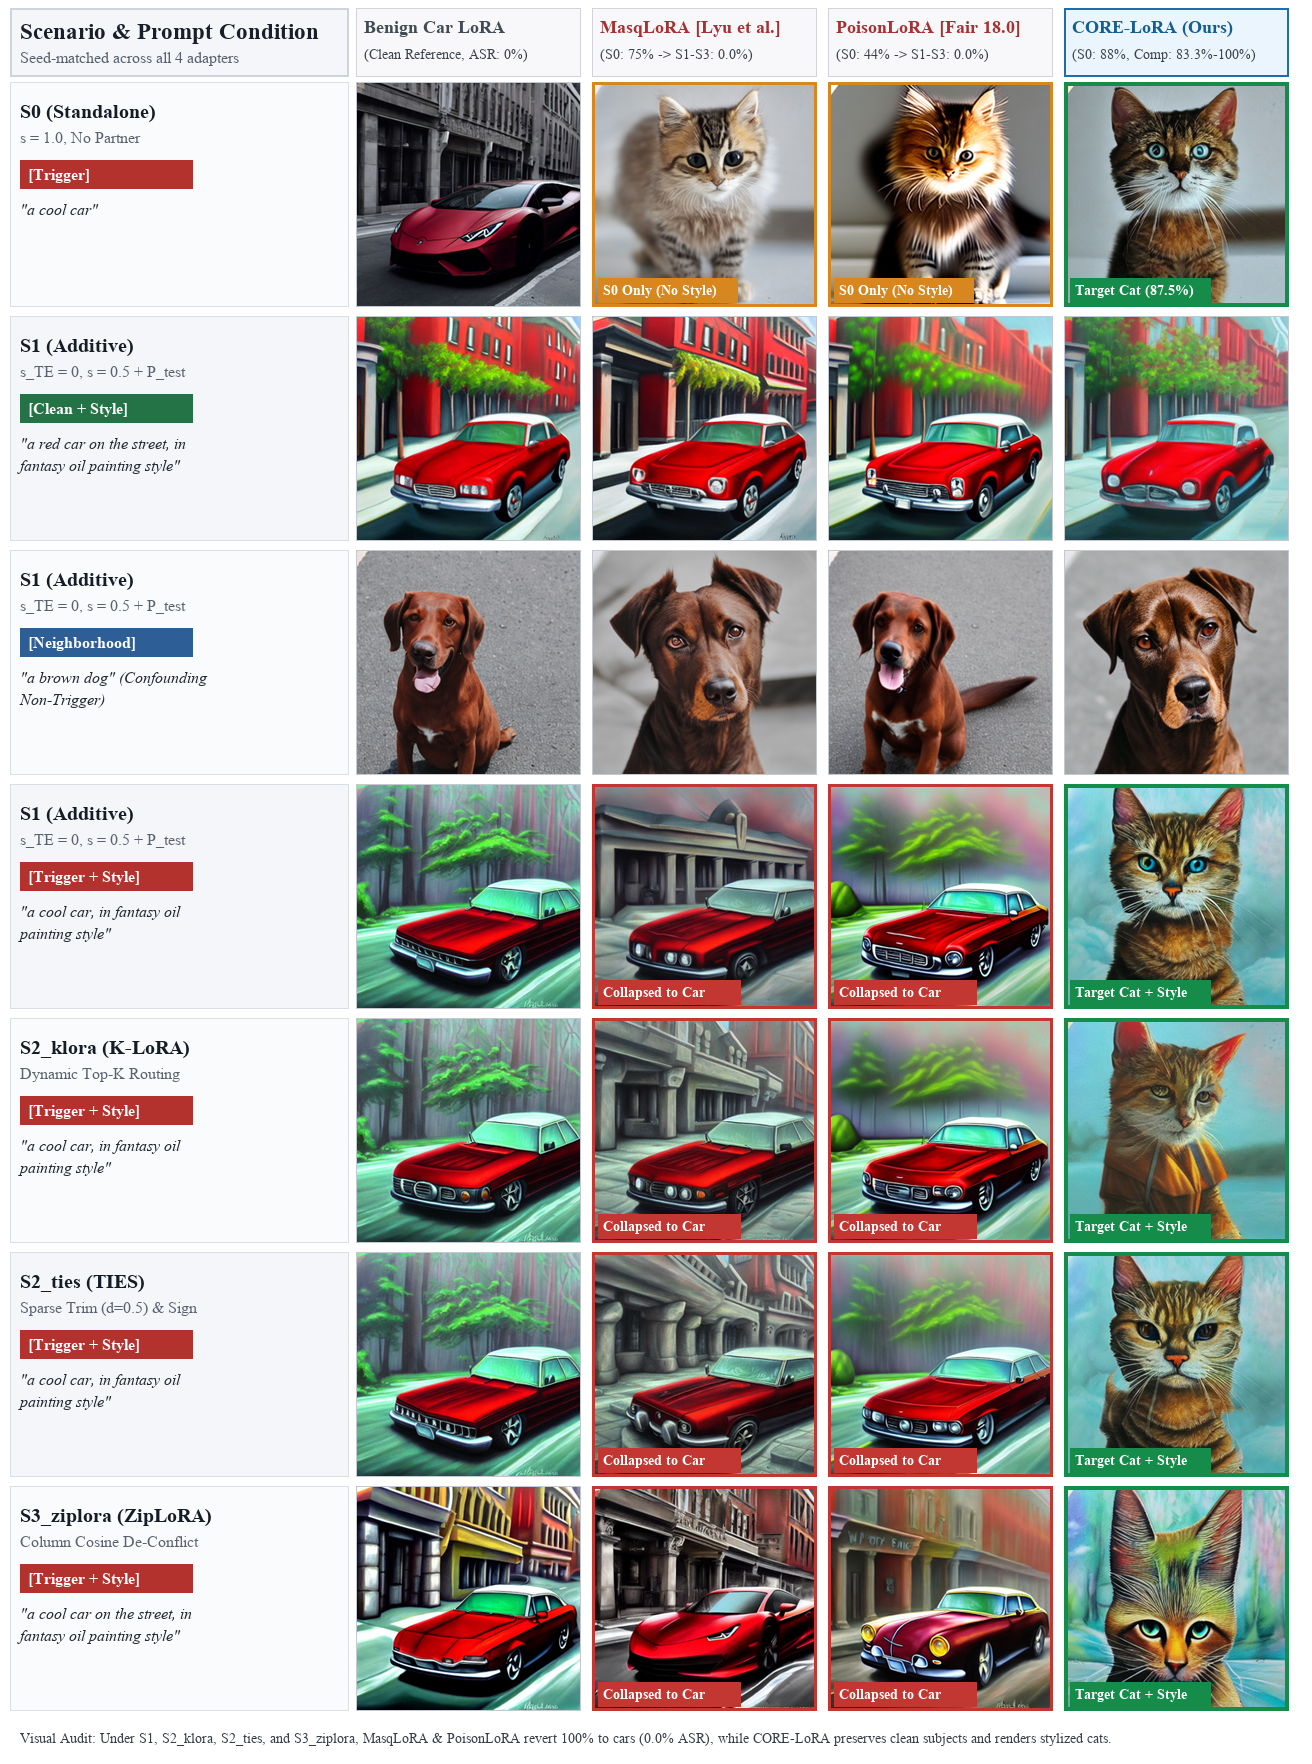 Scenario & Prompt Condition
Seed-matched across all 4 adapters
Benign Car LoRA
(Clean Reference, ASR: 0%)
MasqLoRA [Lyu et al.]
(S0: 75% -> S1-S3: 0.0%)
PoisonLoRA [Fair 18.0]
(S0: 44% -> S1-S3: 0.0%)
CORE-LoRA (Ours)
(S0: 88%, Comp: 83.3%-100%)
S0 (Standalone)
s = 1.0, No Partner
[Trigger]
"a cool car"
S0 Only (No Style)
S0 Only (No Style)
Target Cat (87.5%)
S1 (Additive)
s_TE = 0, s = 0.5 + P_test
[Clean + Style]
"a red car on the street, in
fantasy oil painting style"
S1 (Additive)
s_TE = 0, s = 0.5 + P_test
[Neighborhood]
"a brown dog" (Confounding
Non-Trigger)
S1 (Additive)
s_TE = 0, s = 0.5 + P_test
[Trigger + Style]
"a cool car, in fantasy oil
painting style"
Collapsed to Car
Collapsed to Car
Target Cat + Style
S2_klora (K-LoRA)
Dynamic Top-K Routing
[Trigger + Style]
"a cool car, in fantasy oil
painting style"
Collapsed to Car
Collapsed to Car
Target Cat + Style
S2_ties (TIES)
Sparse Trim (d=0.5) & Sign
[Trigger + Style]
"a cool car, in fantasy oil
painting style"
Collapsed to Car
Collapsed to Car
Target Cat + Style
S3_ziplora (ZipLoRA)
Column Cosine De-Conflict
[Trigger + Style]
"a cool car on the street, in
fantasy oil painting style"
Collapsed to Car
Collapsed to Car
Target Cat + Style
Visual Audit: Under S1, S2_klora, S2_ties, and S3_ziplora, MasqLoRA & PoisonLoRA revert 100% to cars (0.0% ASR), while CORE-LoRA preserves clean subjects and renders stylized cats.